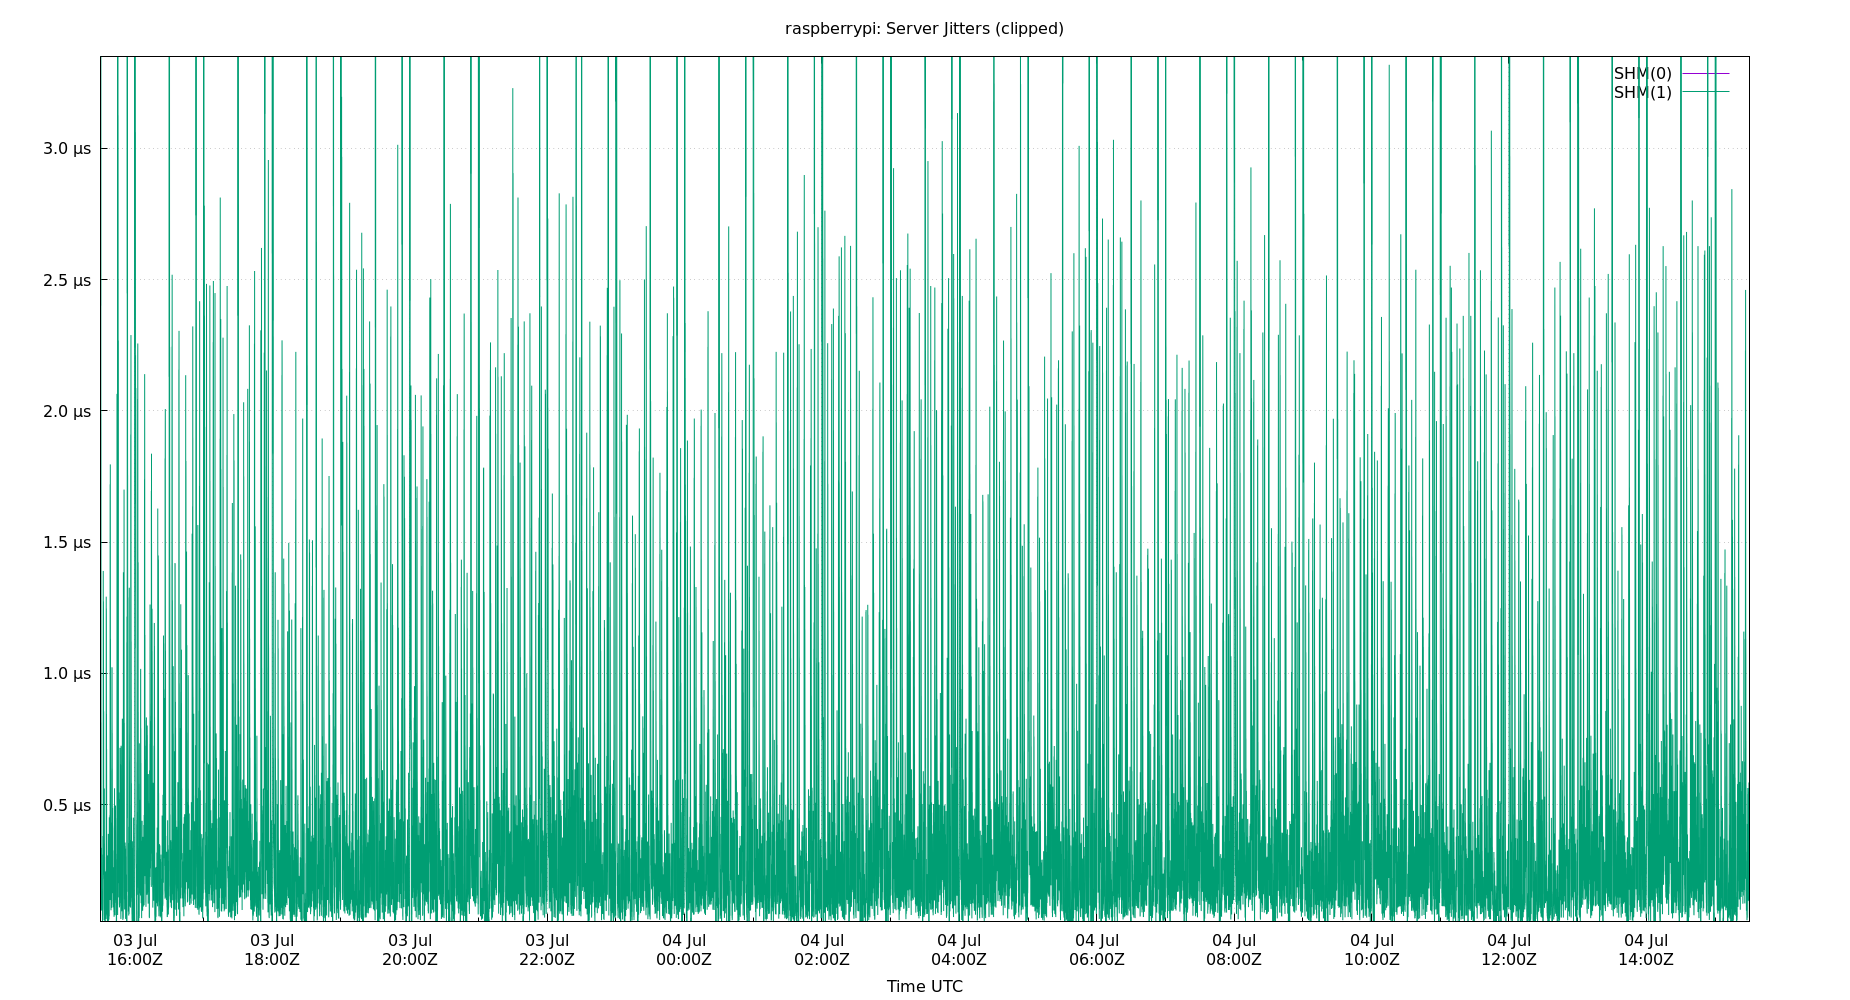 raspberrypi: Server Jitters (clipped)
SHM(0)
SHM(1)
3.0 µs
2.5 µs
2.0 µs
1.5 µs
1.0 µs
0.5 µs
03 Jul 03 Jul 03 Jul 03 Jul 04 Jul 04 Jul 04 Jul 04 Jul 04 Jul 04 Jul 04 Jul 04 Jul
16:00Z 18:00Z 20:00Z 22:00Z 00:00Z 02:00Z 04:00Z 06:00Z 08:00Z 10:00Z 12:00Z 14:00Z
Time UTC